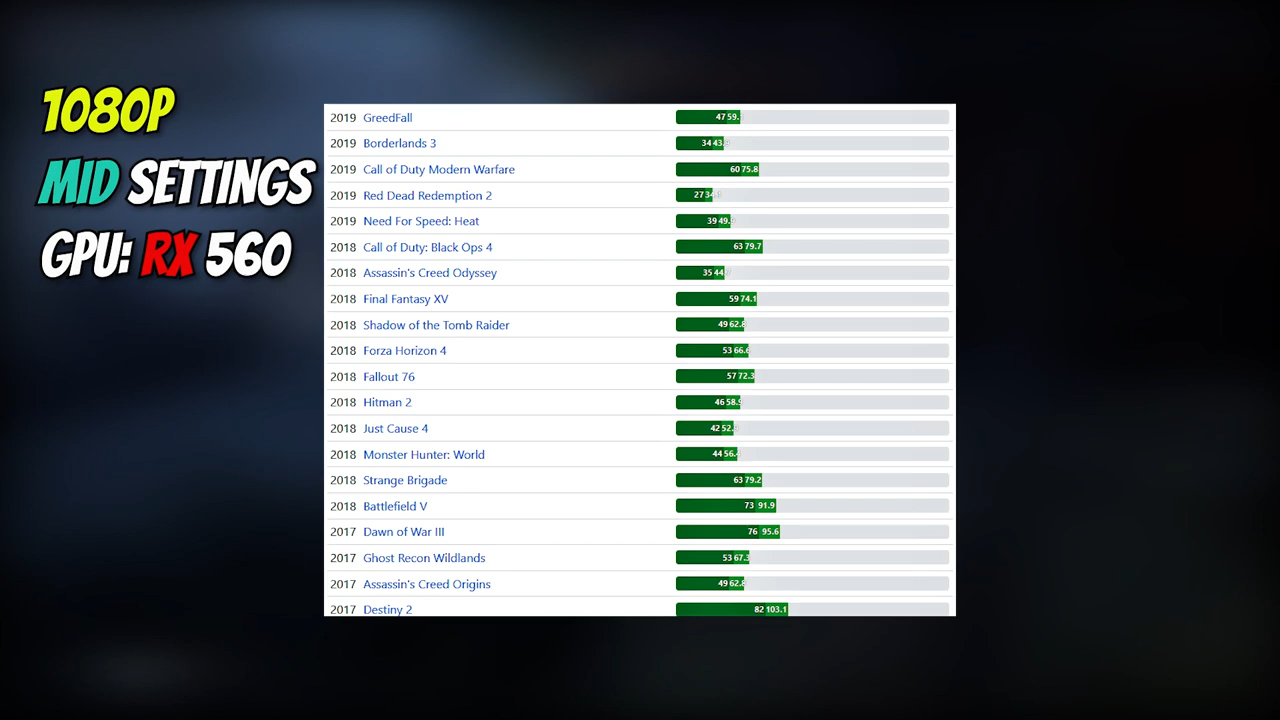 1080P
MID SETTINGS
GPU: RX 560
2019 GreedFall 47 59.
2019 Borderlands 3 34 43.
2019 Call of Duty Modern Warfare 60 75.8
2019 Red Dead Redemption 2 27 34.
2019 Need For Speed: Heat 39 49.
2018 Call of Duty: Black Ops 4 63 79.7
2018 Assassin's Creed Odyssey 35 44.
2018 Final Fantasy XV 59 74.1
2018 Shadow of the Tomb Raider 49 62.8
2018 Forza Horizon 4 53 66.6
2018 Fallout 76 57 72.3
2018 Hitman 2 46 58.9
2018 Just Cause 4 42 52.
2018 Monster Hunter: World 44 56.
2018 Strange Brigade 63 79.2
2018 Battlefield V 73 91.9
2017 Dawn of War III 76 95.6
2017 Ghost Recon Wildlands 53 67.3
2017 Assassin's Creed Origins 49 62.8
2017 Destiny 2 82 103.1